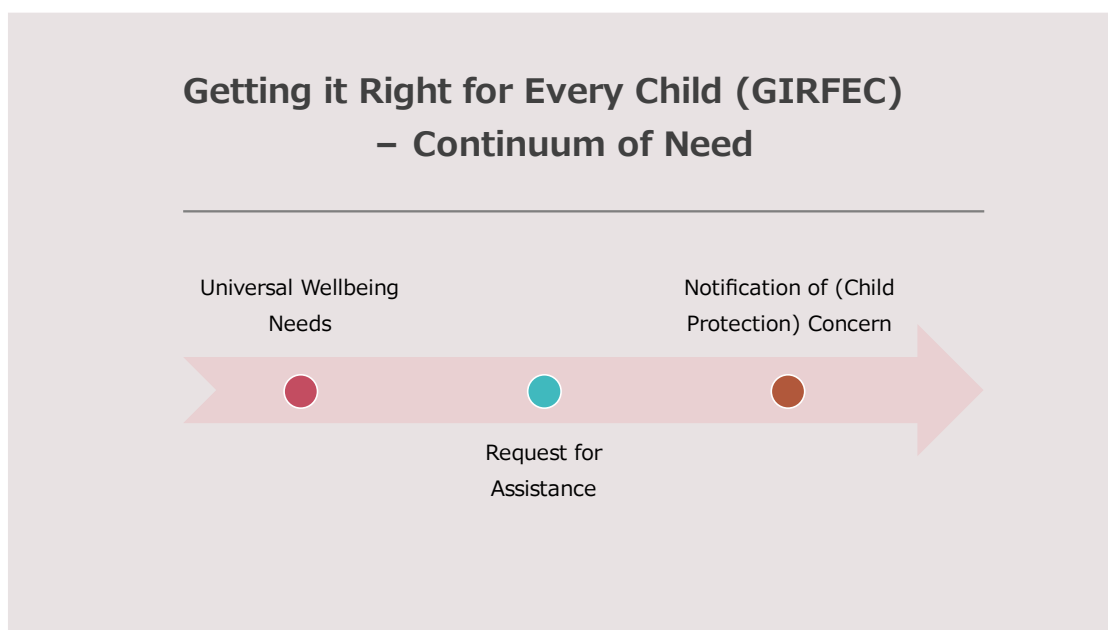 Getting it Right for Every Child (GIRFEC)
– Continuum of Need
Universal Wellbeing
Needs
Notification of (Child
Protection) Concern
Request for
Assistance